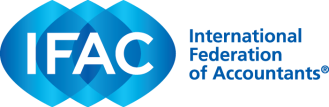 IFAC
International
Federation
of Accountants®